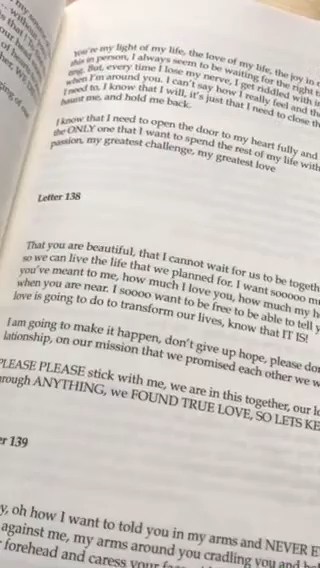 You're my light of my life, the love of my life, the joy in
this in person, I always seem to be waiting for the right
ting. But, every time I lose my nerve, I get riddled with
when I'm around you. I can't say how I really feel and the
I need to, I know that I will, it's just that I need to close th
haunt me, and hold me back.
I know that I need to open the door to my heart fully and
the ONLY one that I want to spend the rest of my life with
passion, my greatest challenge, my greatest love
Letter 138
That you are beautiful, that I cannot wait for us to be togeth
so we can live the life that we planned for. I want sooooo m
you've meant to me, how much I love you, how much my h
when you are near. I soooo want to be free to be able to tell y
love is going to do to transform our lives, know that IT IS!
I am going to make it happen, don't give up hope, please don
lationship, on our mission that we promised each other we w
PLEASE PLEASE stick with me, we are in this together, our lo
hrough ANYTHING, we FOUND TRUE LOVE, SO LETS KE
er 139
y, oh how I want to told you in my arms and NEVER E
against me, my arms around you cradling you and
forehead and caress your